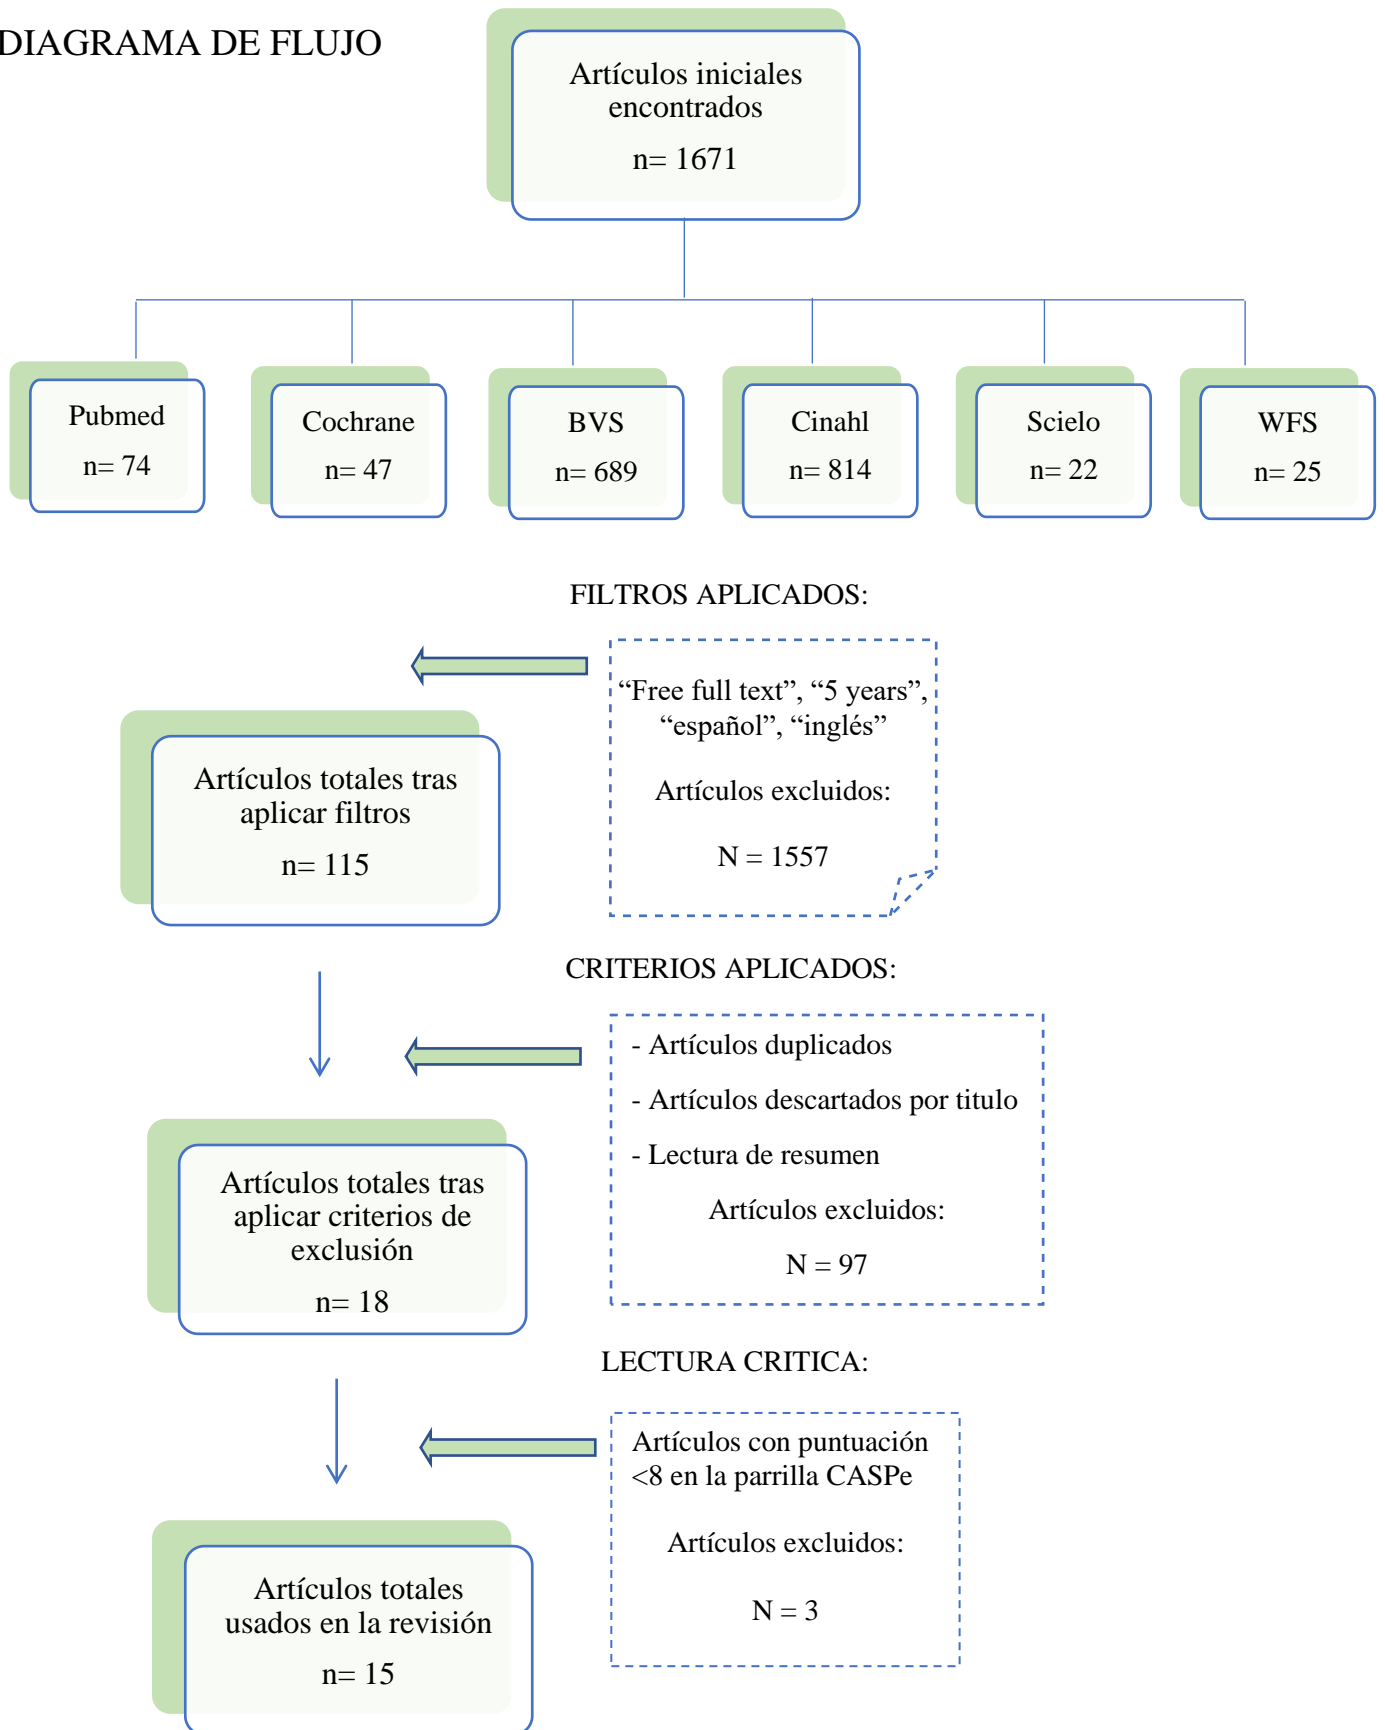 DIAGRAMA DE FLUJO
Artículos iniciales
encontrados
n= 1671
Pubmed
n= 74
Cochrane
n= 47
BVS
n= 689
Cinahl
n= 814
Scielo
n= 22
WFS
n= 25
FILTROS APLICADOS:
“Free full text”, “5 years”,
“español”, “inglés”
Artículos excluidos:
N = 1557
Artículos totales tras
aplicar filtros
n= 115
CRITERIOS APLICADOS:
- Artículos duplicados
- Artículos descartados por titulo
- Lectura de resumen
Artículos excluidos:
N = 97
Artículos totales tras
aplicar criterios de
exclusión
n= 18
LECTURA CRITICA:
Artículos con puntuación
<8 en la parrilla CASPe
Artículos excluidos:
N = 3
Artículos totales
usados en la revisión
n= 15